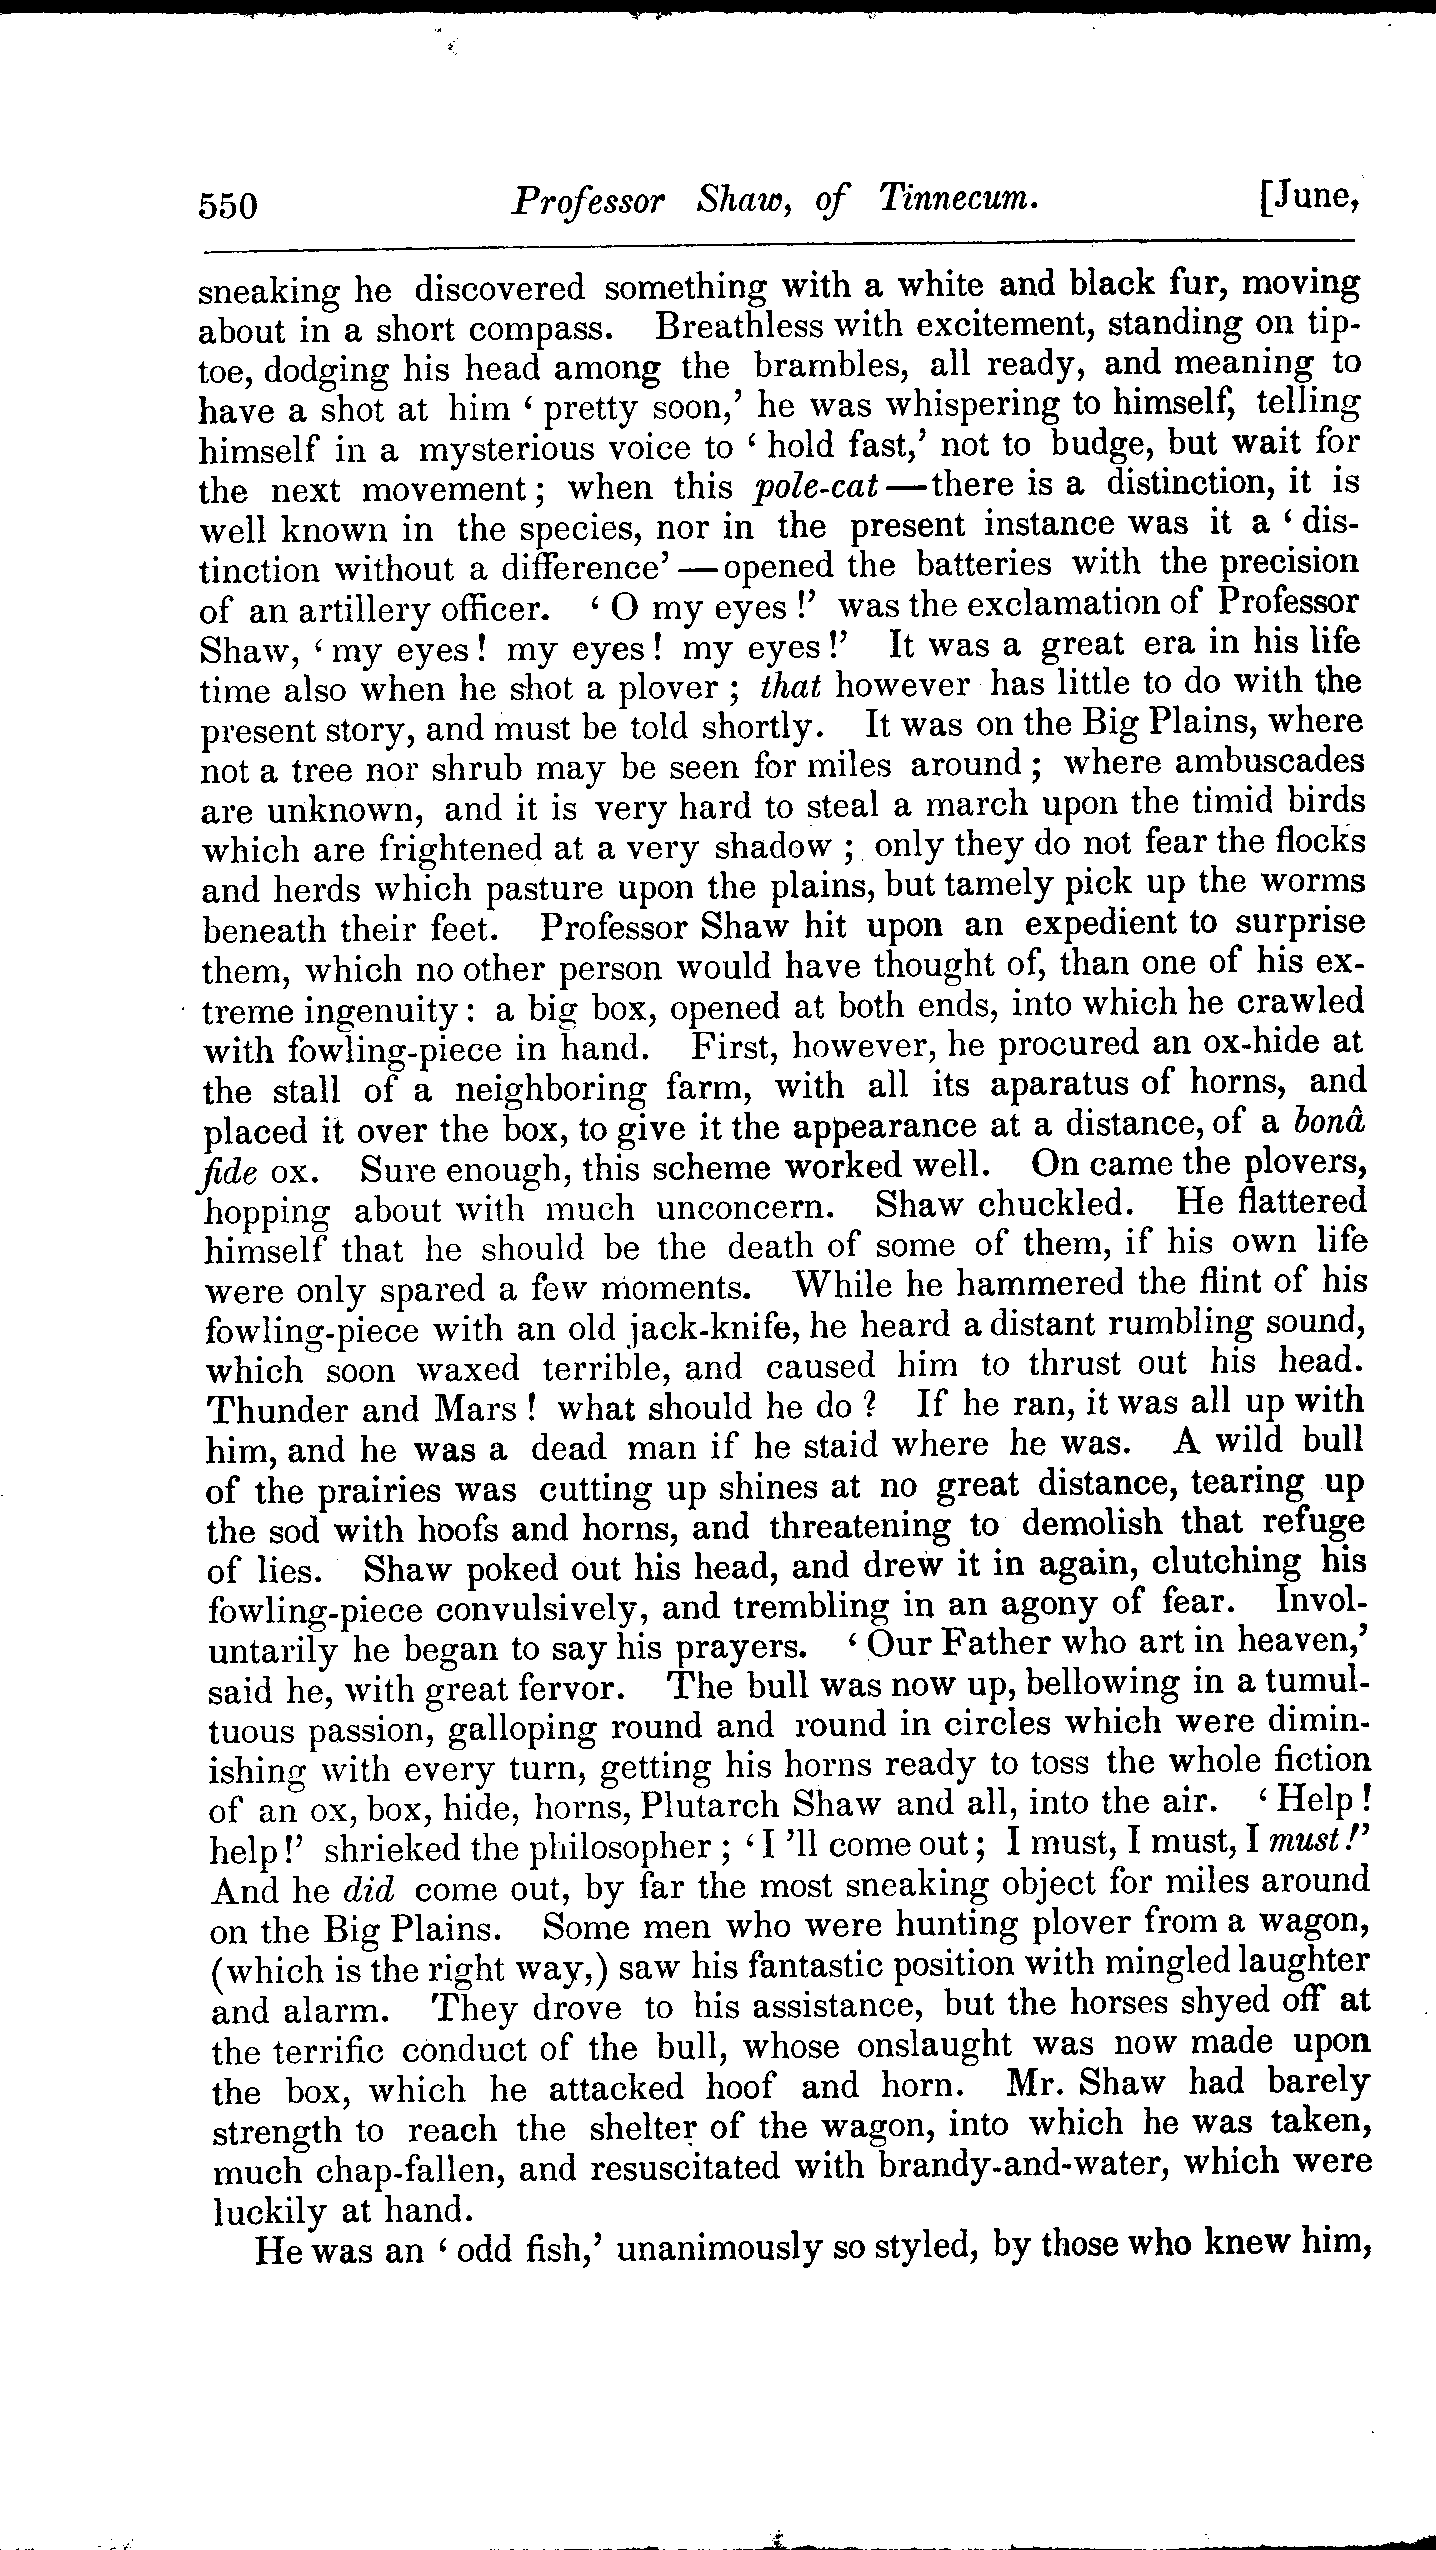 550 Professor Shaw, of Tinnecum. [June,
sneaking he discovered something with a white and black fur, moving
about in a short compass. Breathless with excitement, standing on tip-
toe, dodging his head among the brambles, all ready, and meaning to
have a shot at him ‘ pretty soon,’ he was whispering to himself, telling
himself in a mysterious voice to ‘ hold fast,’ not to budge, but wait for
the next movement ; when this pole-cat — there is a distinction, it is
well known in the species, nor in the present instance was it a ‘ dis-
tinction without a difference’ — opened the batteries with the precision
of an artillery officer. ‘ O my eyes !’ was the exclamation of Professor
Shaw, ‘ my eyes ! my eyes ! my eyes !’ It was a great era in his life
time also when he shot a plover ; that however has little to do with the
present story, and must be told shortly. It was on the Big Plains, where
not a tree nor shrub may be seen for miles around ; where ambuscades
are unknown, and it is very hard to steal a march upon the timid birds
which are frightened at a very shadow ; only they do not fear the flocks
and herds which pasture upon the plains, but tamely pick up the worms
beneath their feet. Professor Shaw hit upon an expedient to surprise
them, which no other person would have thought of, than one of his ex-
treme ingenuity : a big box, opened at both ends, into which he crawled
with fowling-piece in hand. First, however, he procured an ox-hide at
the stall of a neighboring farm, with all its aparatus of horns, and
placed it over the box, to give it the appearance at a distance, of a bonâ
fide ox. Sure enough, this scheme worked well. On came the plovers,
hopping about with much unconcern. Shaw chuckled. He flattered
himself that he should be the death of some of them, if his own life
were only spared a few moments. While he hammered the flint of his
fowling-piece with an old jack-knife, he heard a distant rumbling sound,
which soon waxed terrible, and caused him to thrust out his head.
Thunder and Mars ! what should he do ? If he ran, it was all up with
him, and he was a dead man if he staid where he was. A wild bull
of the prairies was cutting up shines at no great distance, tearing up
the sod with hoofs and horns, and threatening to demolish that refuge
of lies. Shaw poked out his head, and drew it in again, clutching his
fowling-piece convulsively, and trembling in an agony of fear. Invol-
untarily he began to say his prayers. ‘ Our Father who art in heaven,’
said he, with great fervor. The bull was now up, bellowing in a tumul-
tuous passion, galloping round and round in circles which were dimin-
ishing with every turn, getting his horns ready to toss the whole fiction
of an ox, box, hide, horns, Plutarch Shaw and all, into the air. ‘ Help !
help !’ shrieked the philosopher ; ‘ I ’ll come out ; I must, I must, I must !’
And he did come out, by far the most sneaking object for miles around
on the Big Plains. Some men who were hunting plover from a wagon,
(which is the right way,) saw his fantastic position with mingled laughter
and alarm. They drove to his assistance, but the horses shyed off at
the terrific conduct of the bull, whose onslaught was now made upon
the box, which he attacked hoof and horn. Mr. Shaw had barely
strength to reach the shelter of the wagon, into which he was taken,
much chap-fallen, and resuscitated with brandy-and-water, which were
luckily at hand.
He was an ‘ odd fish,’ unanimously so styled, by those who knew him,